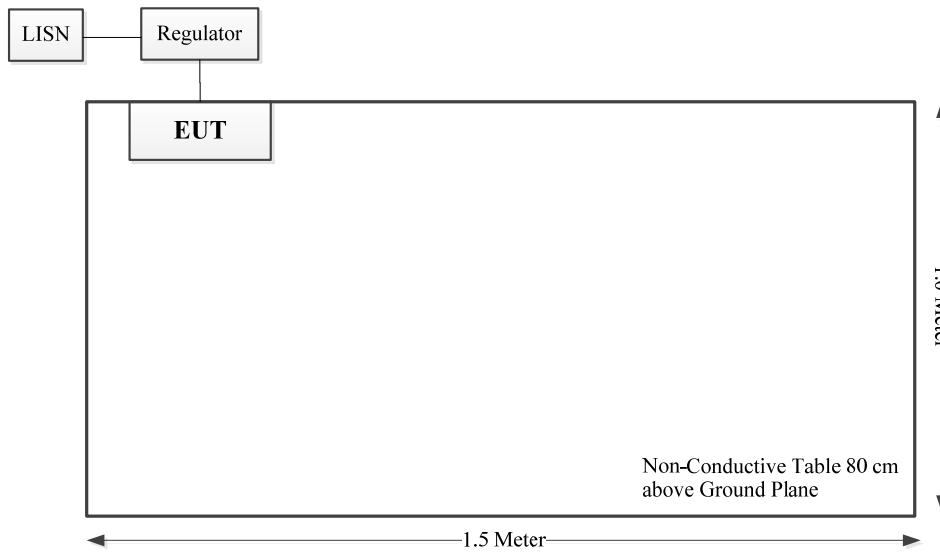 LISN
Regulator
EUT
Non-Conductive Table 80 cm
above Ground Plane
1.5 Meter